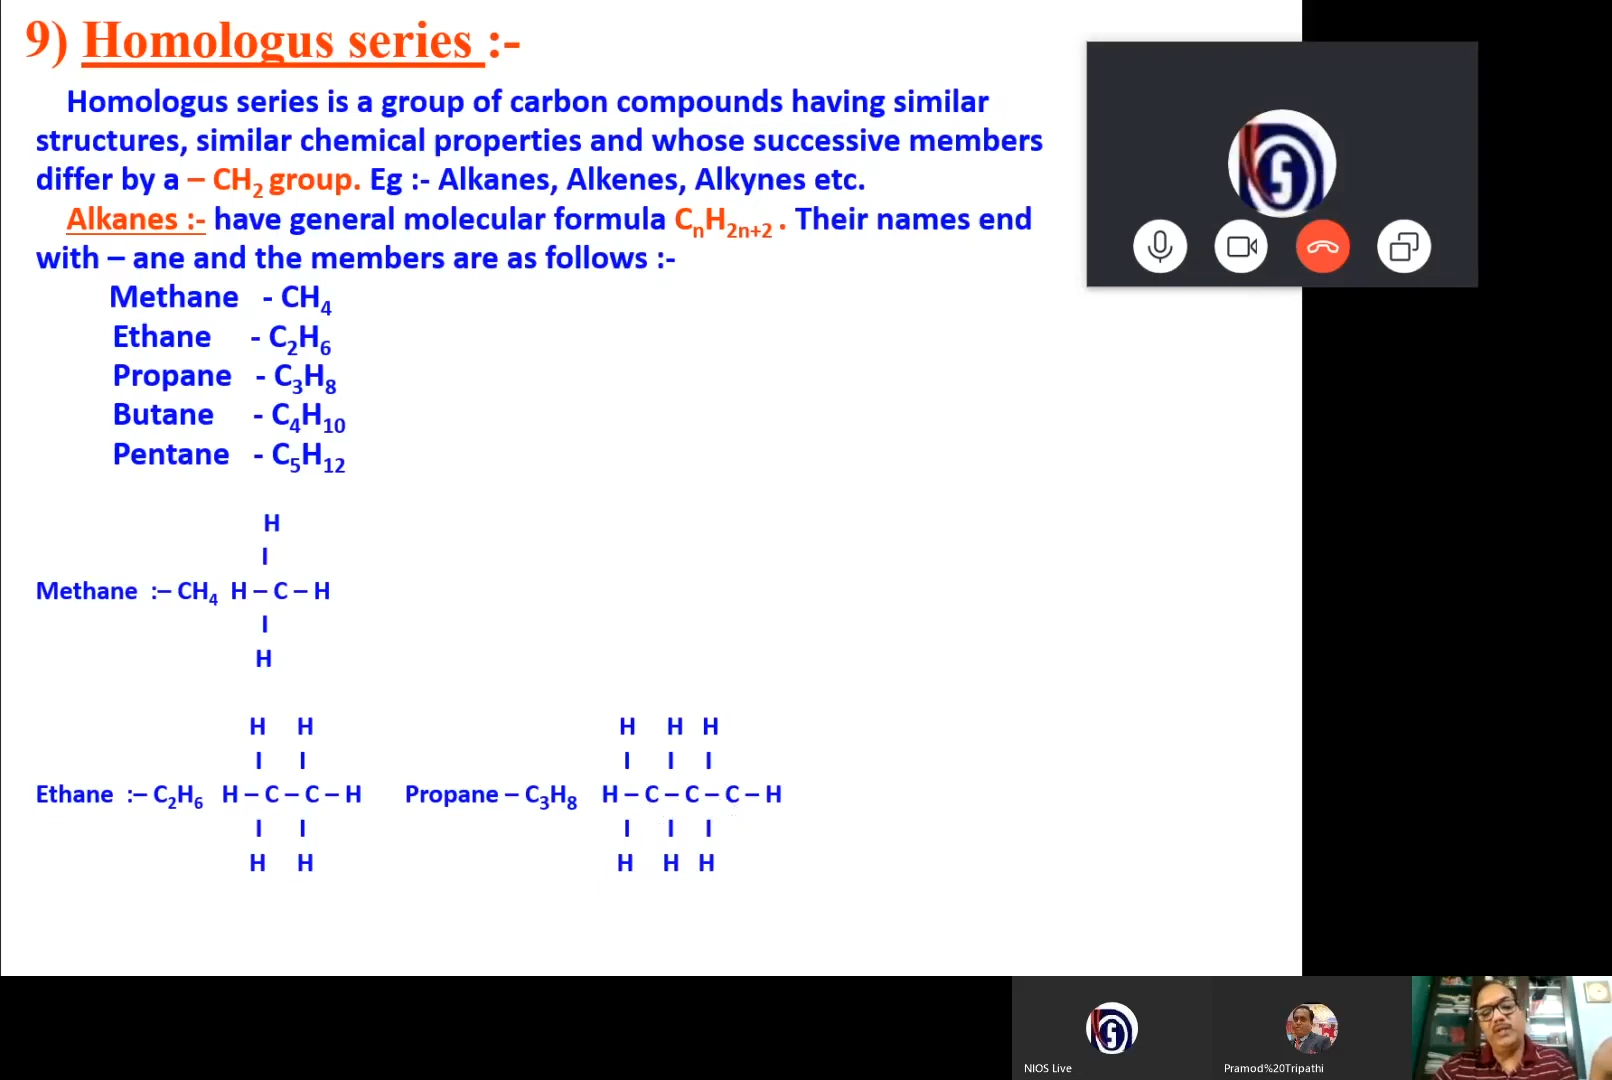 9) Homologus series :-
Homologus series is a group of carbon compounds having similar
structures, similar chemical properties and whose successive members
differ by a – CH₂ group. Eg :- Alkanes, Alkenes, Alkynes etc.
Alkanes :- have general molecular formula CₙH₂ₙ₊₂ . Their names end
with – ane and the members are as follows :-
Methane - CH₄
Ethane - C₂H₆
Propane - C₃H₈
Butane - C₄H₁₀
Pentane - C₅H₁₂
H
I
Methane :– CH₄ H – C – H
I
H
H H H H H
I I I I I
Ethane :– C₂H₆ H – C – C – H Propane – C₃H₈ H – C – C – C – H
I I I I I
H H H H H
NIOS Live
Pramod%20Tripathi